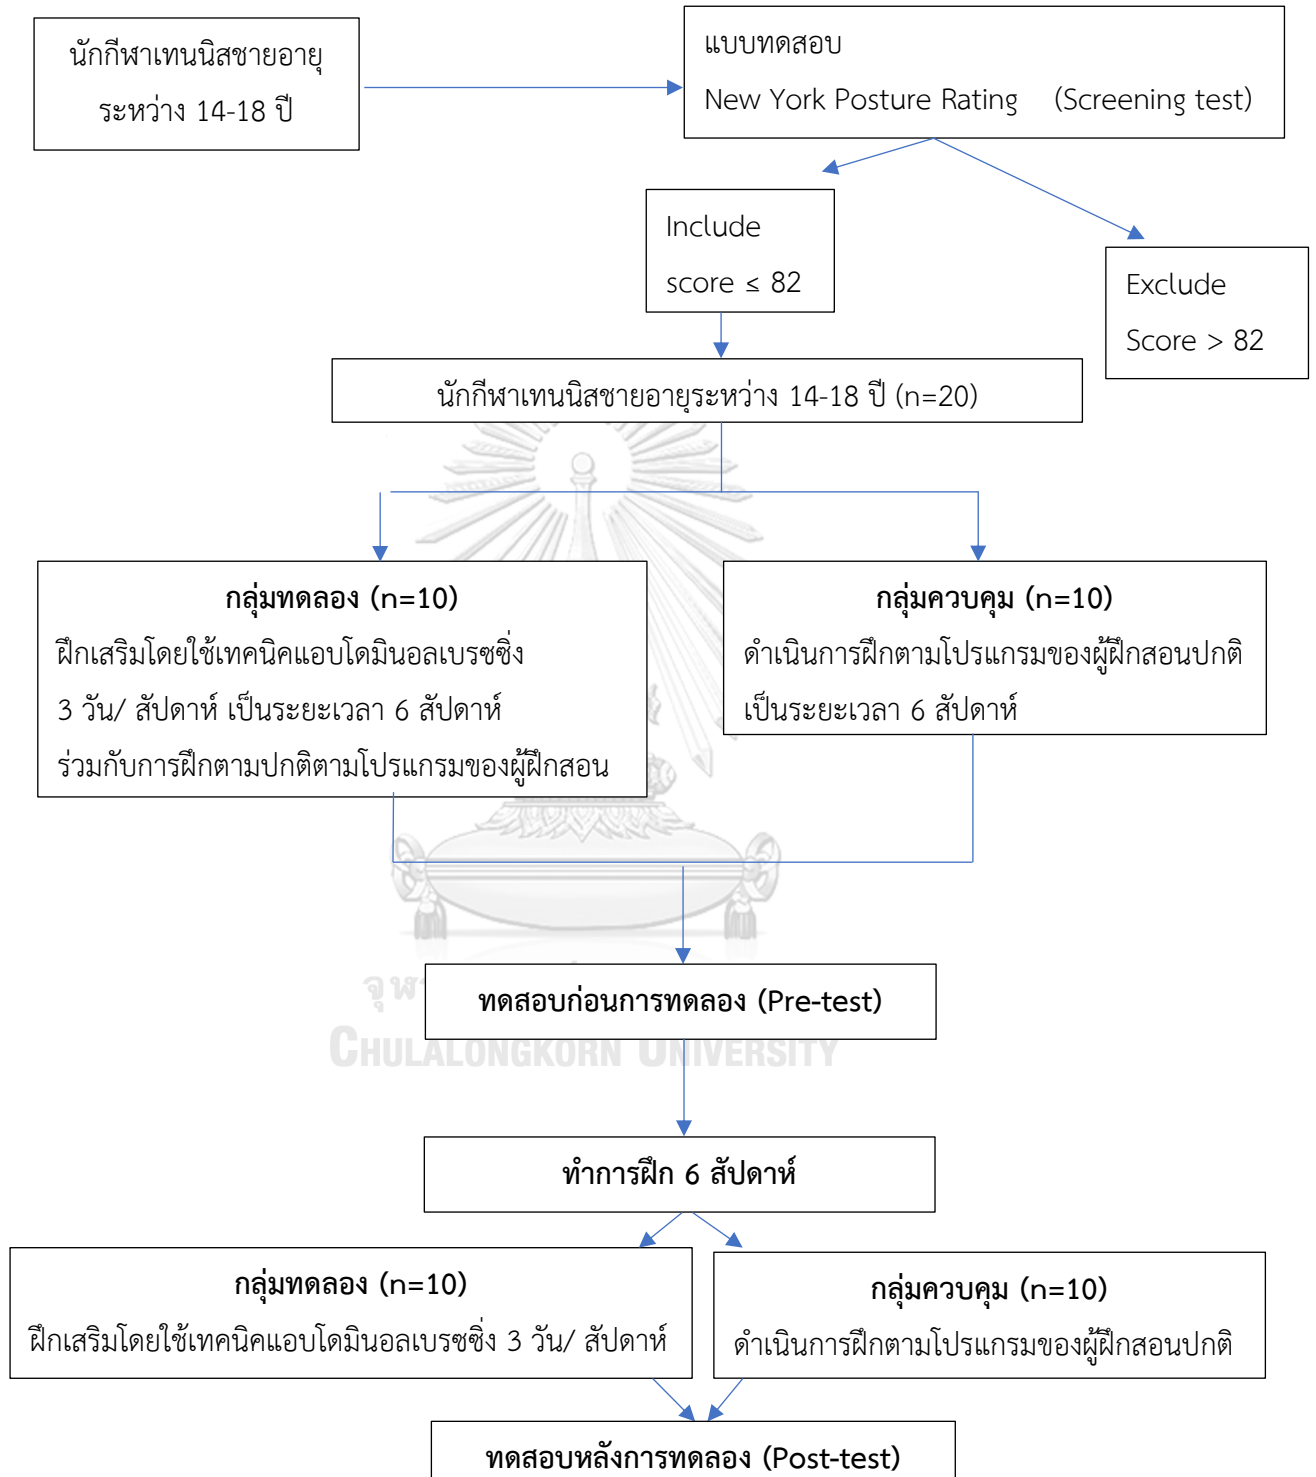 นักกีฬาเทนนิสชายอายุ
ระหว่าง 14-18 ปี
แบบทดสอบ
New York Posture Rating (Screening test)
Include
score ≤ 82
Exclude
Score > 82
นักกีฬาเทนนิสชายอายุระหว่าง 14-18 ปี (n=20)
กลุ่มทดลอง (n=10)
ฝึกเสริมโดยใช้เทคนิคแอบโดมินอลเบรซซิ่ง
3 วัน/ สัปดาห์ เป็นระยะเวลา 6 สัปดาห์
ร่วมกับการฝึกตามปกติตามโปรแกรมของผู้ฝึกสอน
กลุ่มควบคุม (n=10)
ดำเนินการฝึกตามโปรแกรมของผู้ฝึกสอนปกติ
เป็นระยะเวลา 6 สัปดาห์
ทดสอบก่อนการทดลอง (Pre-test)
CHULALONGKORN UNIVERSITY
ทำการฝึก 6 สัปดาห์
กลุ่มทดลอง (n=10)
ฝึกเสริมโดยใช้เทคนิคแอบโดมินอลเบรซซิ่ง 3 วัน/ สัปดาห์
กลุ่มควบคุม (n=10)
ดำเนินการฝึกตามโปรแกรมของผู้ฝึกสอนปกติ
ทดสอบหลังการทดลอง (Post-test)